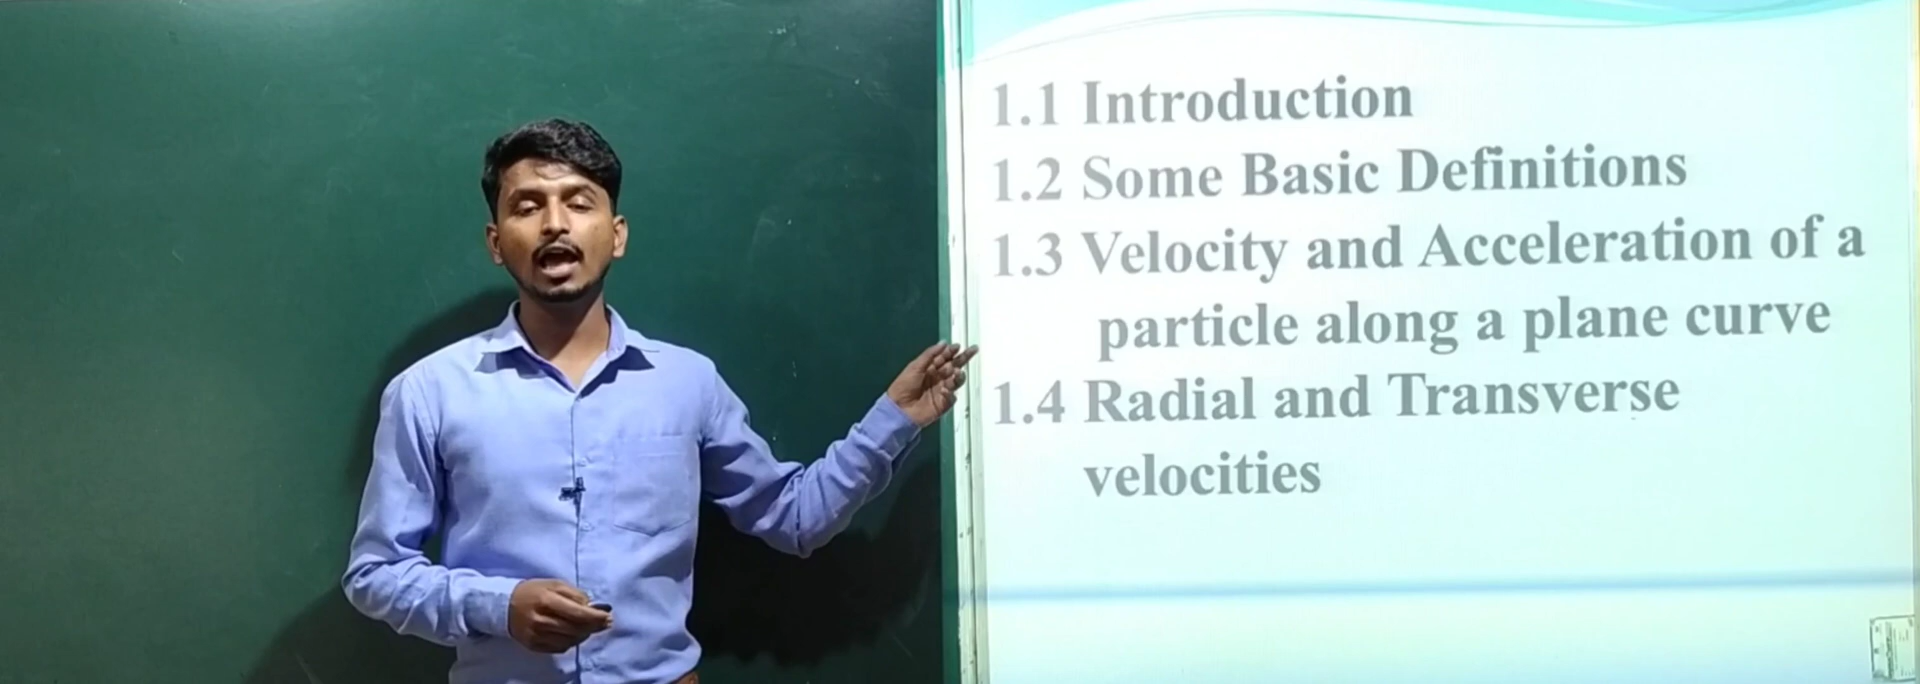 1.1 Introduction
1.2 Some Basic Definitions
1.3 Velocity and Acceleration of a
particle along a plane curve
1.4 Radial and Transverse
velocities